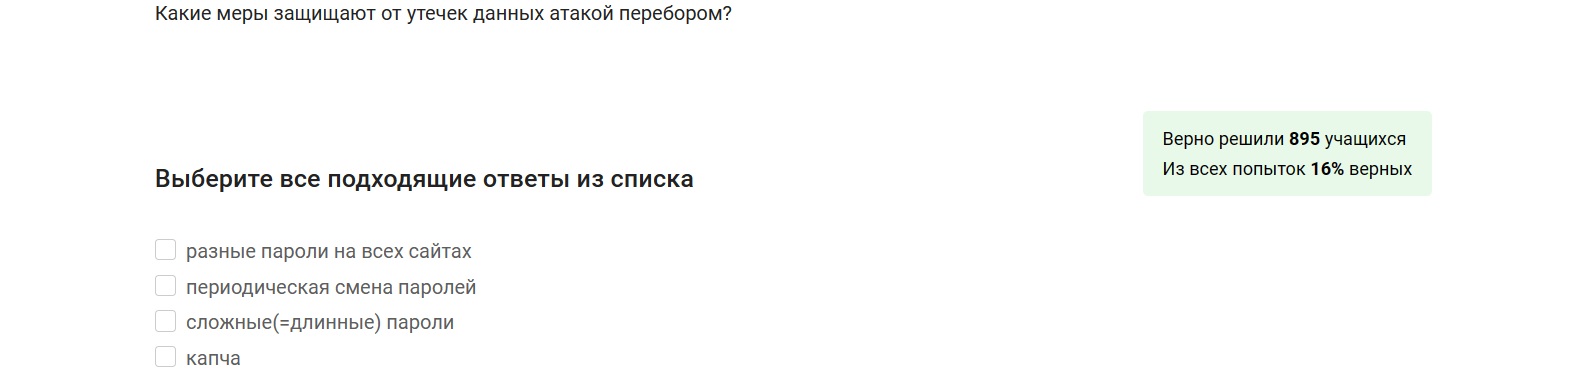 Какие меры защищают от утечек данных атакой перебором?
Верно решили 895 учащихся
Из всех попыток 16% верных
Выберите все подходящие ответы из списка
разные пароли на всех сайтах
периодическая смена паролей
сложные(=длинные) пароли
капча